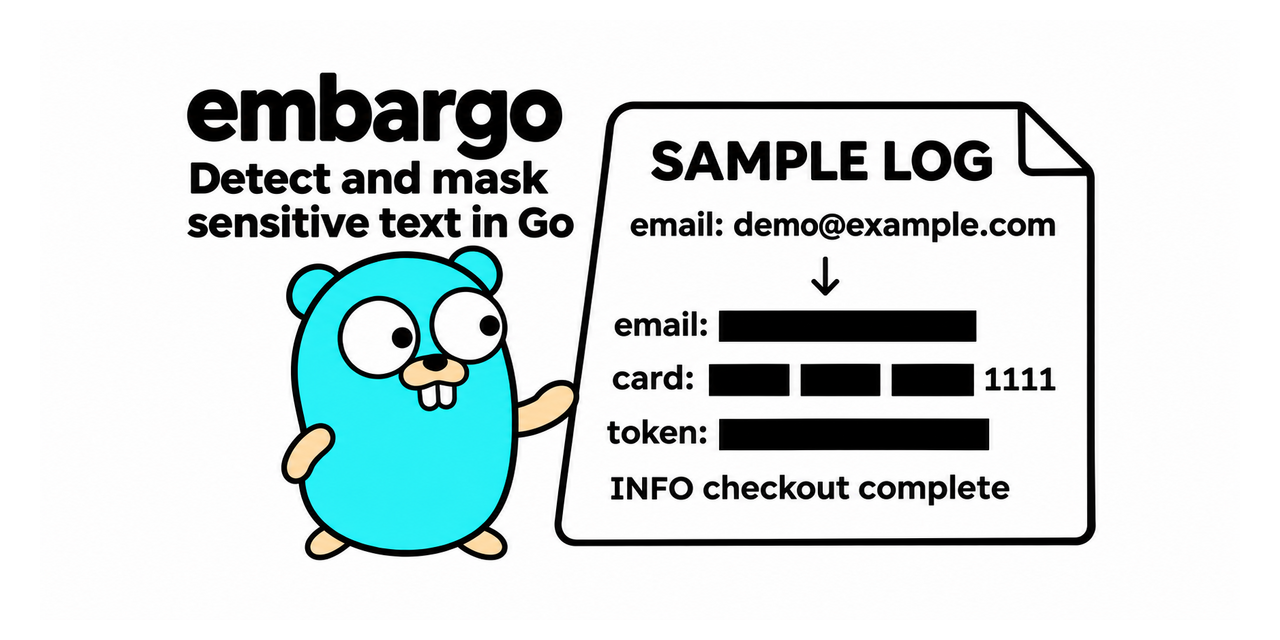 embargo
Detect and mask
sensitive text in Go
SAMPLE LOG
email: demo@example.com
email:
card: 1111
token:
INFO checkout complete